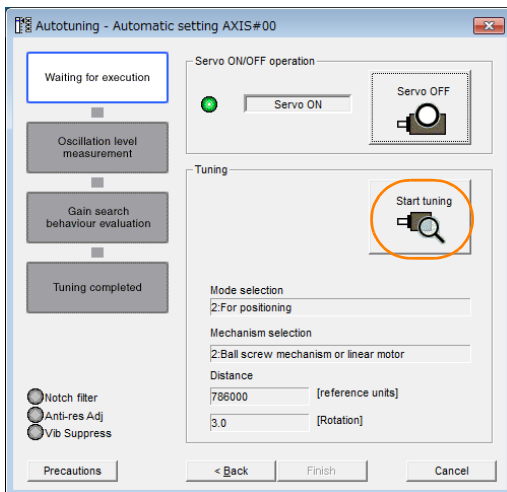 Autotuning - Automatic setting AXIS#00
Waiting for execution
Oscillation level
measurement
Gain search
behaviour evaluation
Tuning completed
Notch filter
Anti-res Adj
Vib Suppress
Servo ON/OFF operation
Servo ON
Servo OFF
Tuning
Start tuning
Mode selection
2:For positioning
Mechanism selection
2:Ball screw mechanism or linear motor
Distance
786000 [reference units]
3.0 [Rotation]
Precautions
< Back
Finish
Cancel